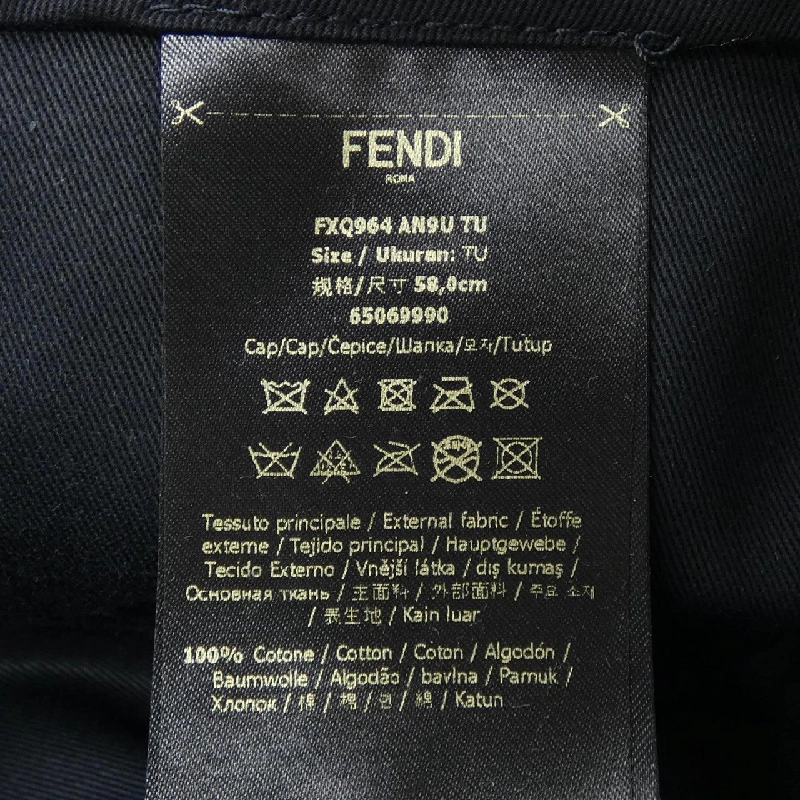 FENDI
ROMA
FXQ964 AN9U TU
Size / Ukuran: TU
规格/尺寸 58,0cm
65069990
Cap/Cap/Čepice/Шапка/모자/Tutup
Tessuto principale / External fabric / Étoffe
externe / Tejido principal / Hauptgewebe /
Tecido Externo / Vnější látka / dış kumaş /
Основная ткань / 主面料 / 外部面料 / 주요 소재
/ 表生地 / Kain luar
100% Cotone / Cotton / Coton / Algodón /
Baumwolle / Algodão / bavlna / Pamuk /
Хлопок / 棉 / 棉 / 면 / 綿 / Katun